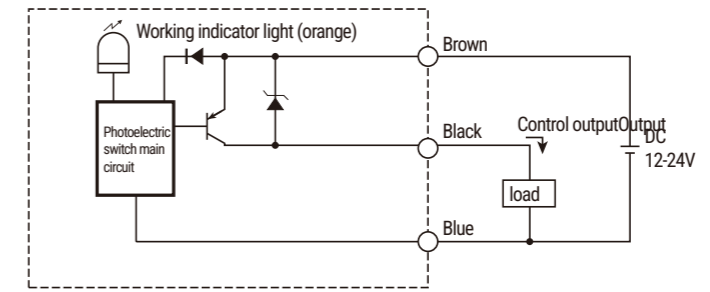 Working indicator light (orange)
Brown
Photoelectric
switch main
circuit
Black
Control outputOutput
DC
12-24V
load
Blue